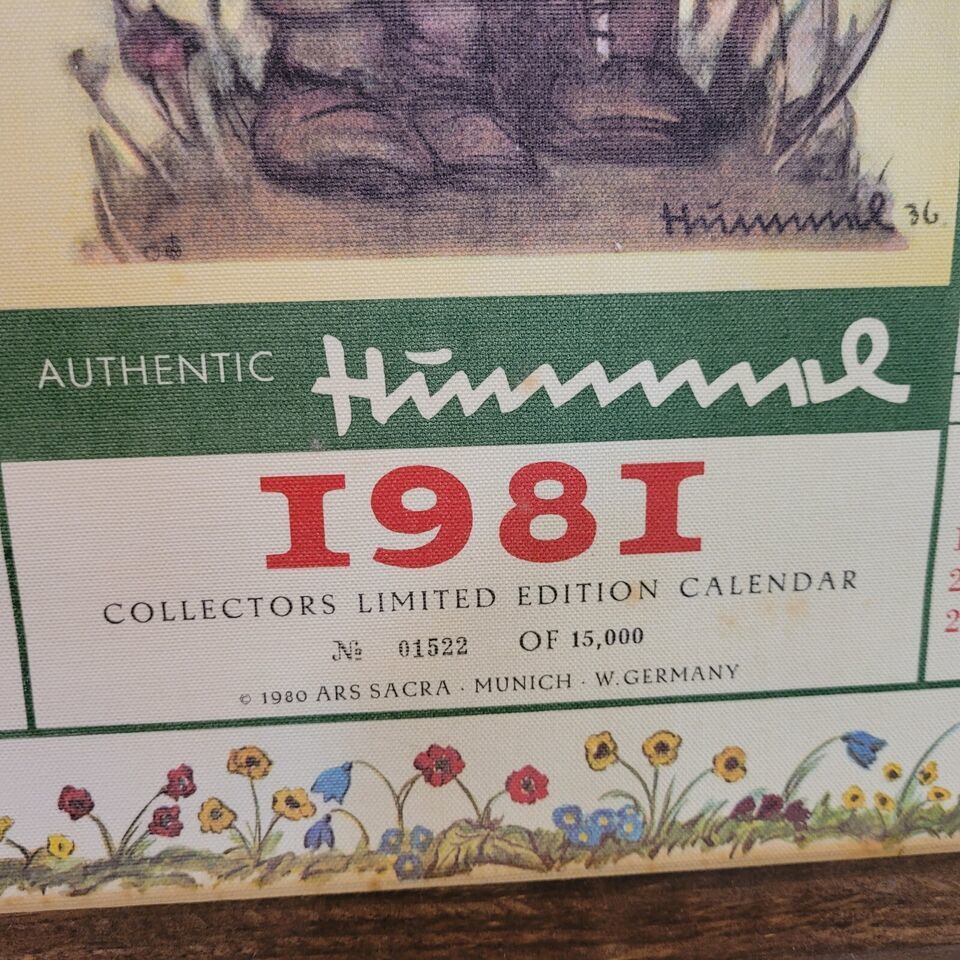 Hummel 36
AUTHENTIC Hummel
1981
COLLECTORS LIMITED EDITION CALENDAR
№ 01522 OF 15,000
© 1980 ARS SACRA · MUNICH · W. GERMANY